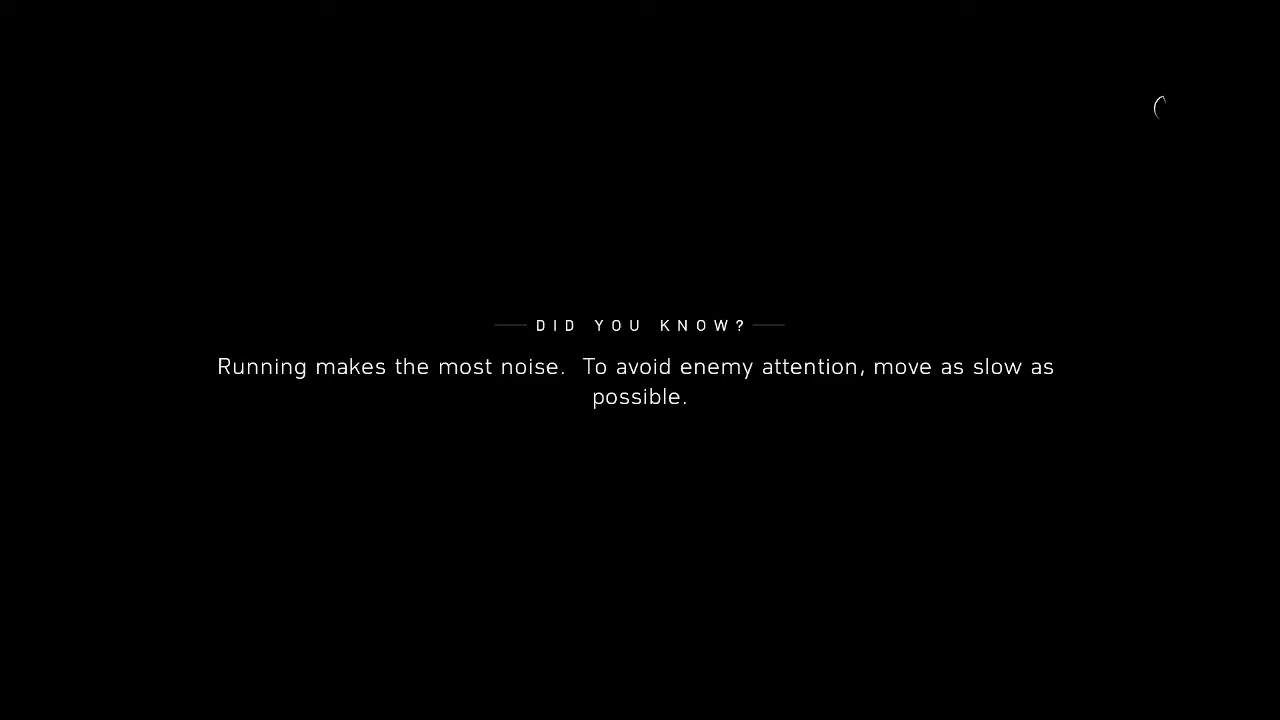 DID YOU KNOW?
Running makes the most noise.  To avoid enemy attention, move as slow as
possible.